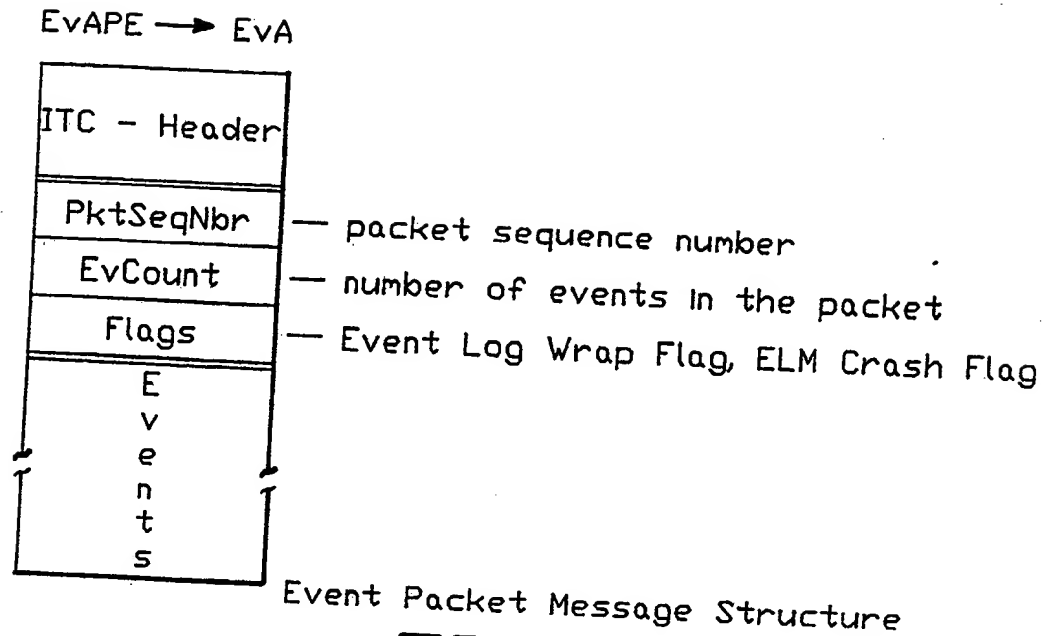 EvAPE → EvA
ITC - Header
PktSeqNbr — packet sequence number
EvCount — number of events in the packet
Flags — Event Log Wrap Flag, ELM Crash Flag
E
v
e
n
t
s
Event Packet Message Structure